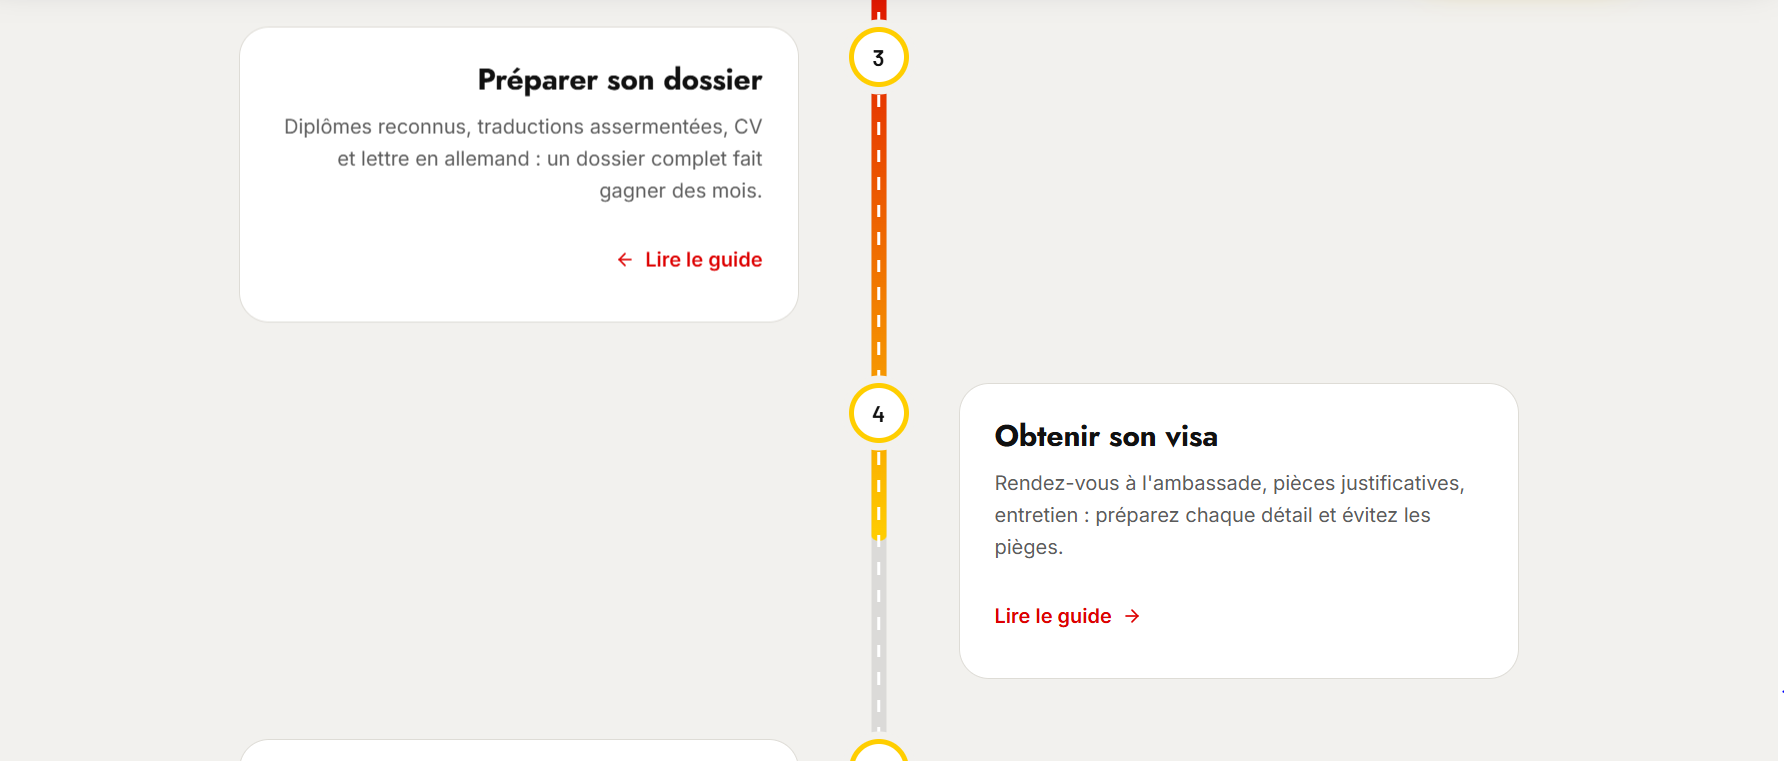 3
Préparer son dossier
Diplômes reconnus, traductions assermentées, CV
et lettre en allemand : un dossier complet fait
gagner des mois.
← Lire le guide
4
Obtenir son visa
Rendez-vous à l'ambassade, pièces justificatives,
entretien : préparez chaque détail et évitez les
pièges.
Lire le guide →